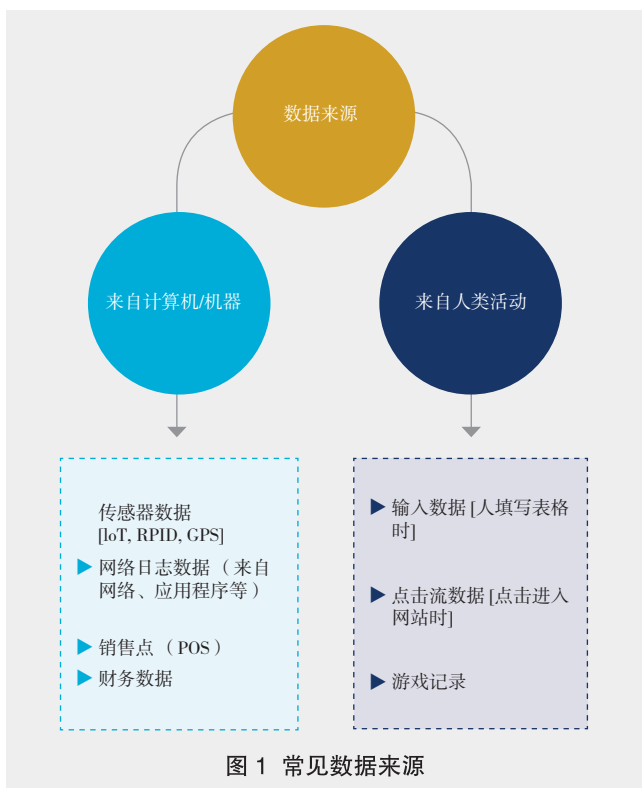 数据来源
来自计算机/机器
来自人类活动
传感器数据
[loT, RPID, GPS]
▶ 网络日志数据（来自
网络、应用程序等）
▶ 销售点（POS）
▶ 财务数据
▶ 输入数据 [人填写表格
时]
▶ 点击流数据 [点击进入
网站时]
▶ 游戏记录
图 1 常见数据来源